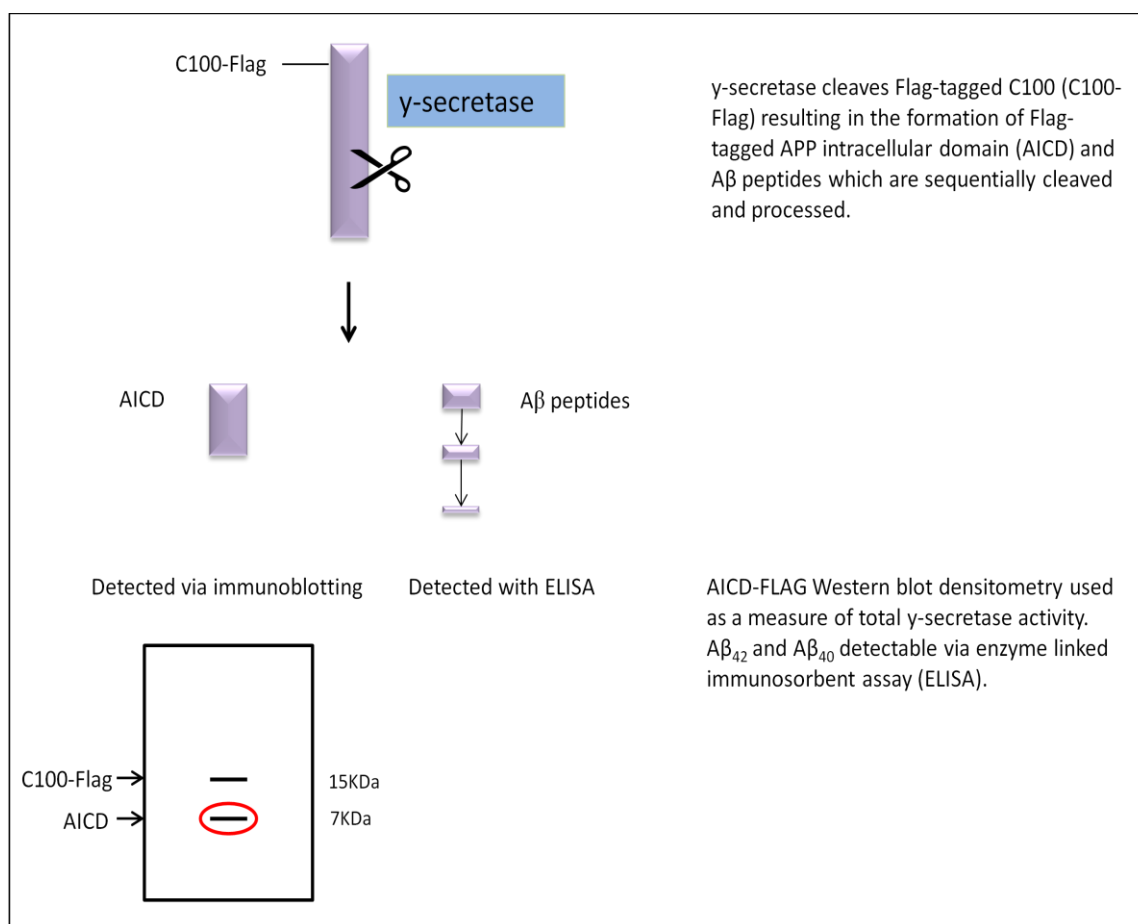 C100-Flag
y-secretase
y-secretase cleaves Flag-tagged C100 (C100-
Flag) resulting in the formation of Flag-
tagged APP intracellular domain (AICD) and
Aβ peptides which are sequentially cleaved
and processed.
AICD
Aβ peptides
Detected via immunoblotting
Detected with ELISA
AICD-FLAG Western blot densitometry used
as a measure of total y-secretase activity.
Aβ₄₂ and Aβ₄₀ detectable via enzyme linked
immunosorbent assay (ELISA).
C100-Flag
15KDa
AICD
7KDa